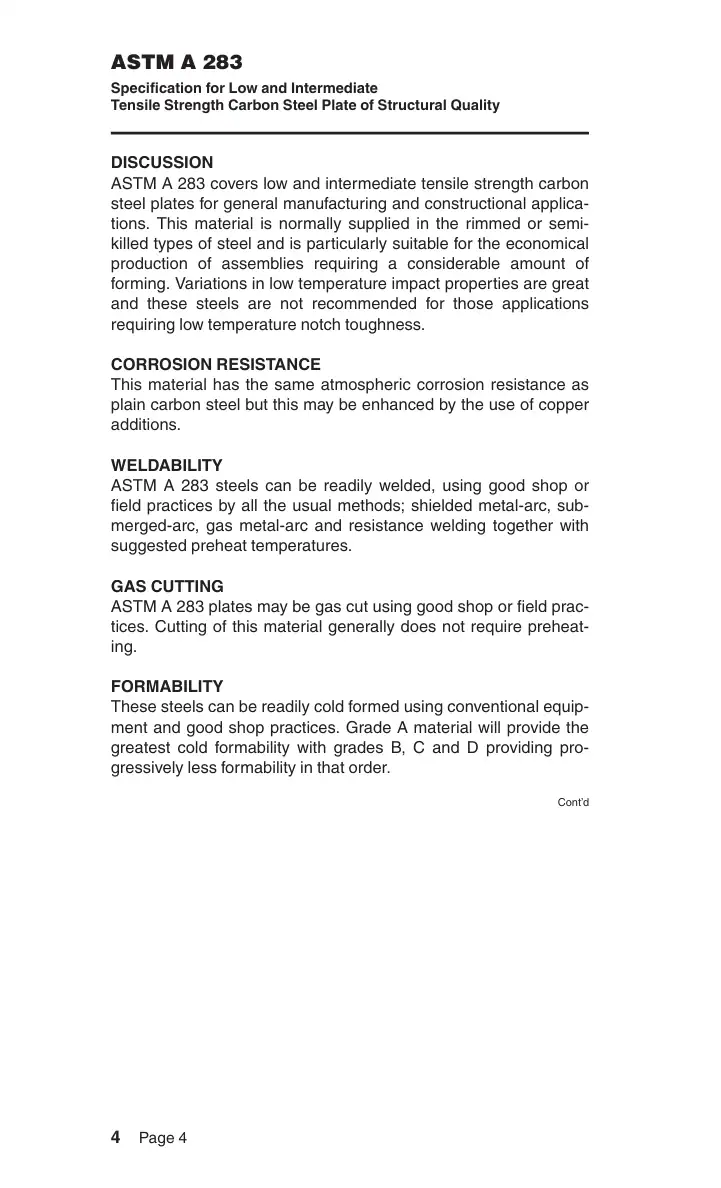 ASTM A 283
Specification for Low and Intermediate
Tensile Strength Carbon Steel Plate of Structural Quality
DISCUSSION
ASTM A 283 covers low and intermediate tensile strength carbon
steel plates for general manufacturing and constructional applica-
tions. This material is normally supplied in the rimmed or semi-
killed types of steel and is particularly suitable for the economical
production of assemblies requiring a considerable amount of
forming. Variations in low temperature impact properties are great
and these steels are not recommended for those applications
requiring low temperature notch toughness.
CORROSION RESISTANCE
This material has the same atmospheric corrosion resistance as
plain carbon steel but this may be enhanced by the use of copper
additions.
WELDABILITY
ASTM A 283 steels can be readily welded, using good shop or
field practices by all the usual methods; shielded metal-arc, sub-
merged-arc, gas metal-arc and resistance welding together with
suggested preheat temperatures.
GAS CUTTING
ASTM A 283 plates may be gas cut using good shop or field prac-
tices. Cutting of this material generally does not require preheat-
ing.
FORMABILITY
These steels can be readily cold formed using conventional equip-
ment and good shop practices. Grade A material will provide the
greatest cold formability with grades B, C and D providing pro-
gressively less formability in that order.
Cont'd
4 Page 4